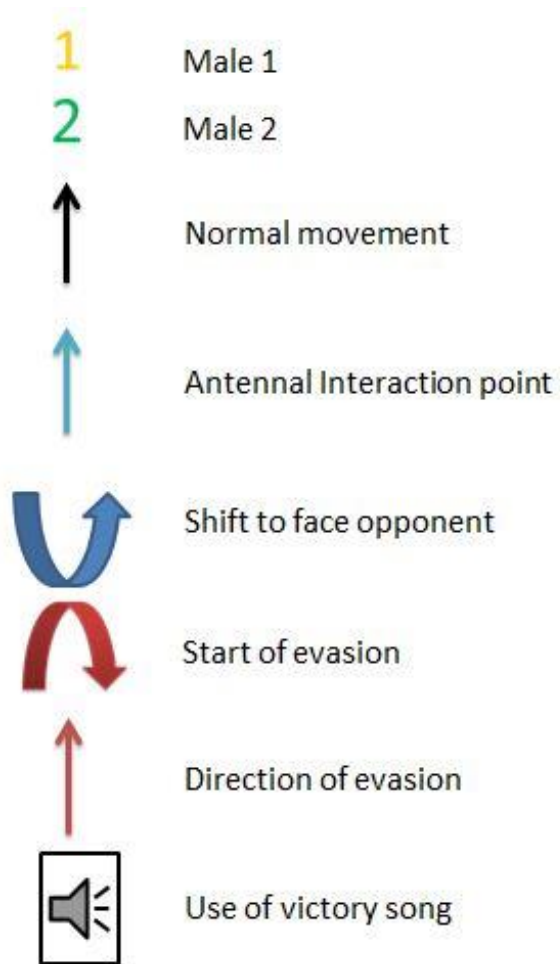 1 Male 1
2 Male 2
Normal movement
Antennal Interaction point
Shift to face opponent
Start of evasion
Direction of evasion
Use of victory song